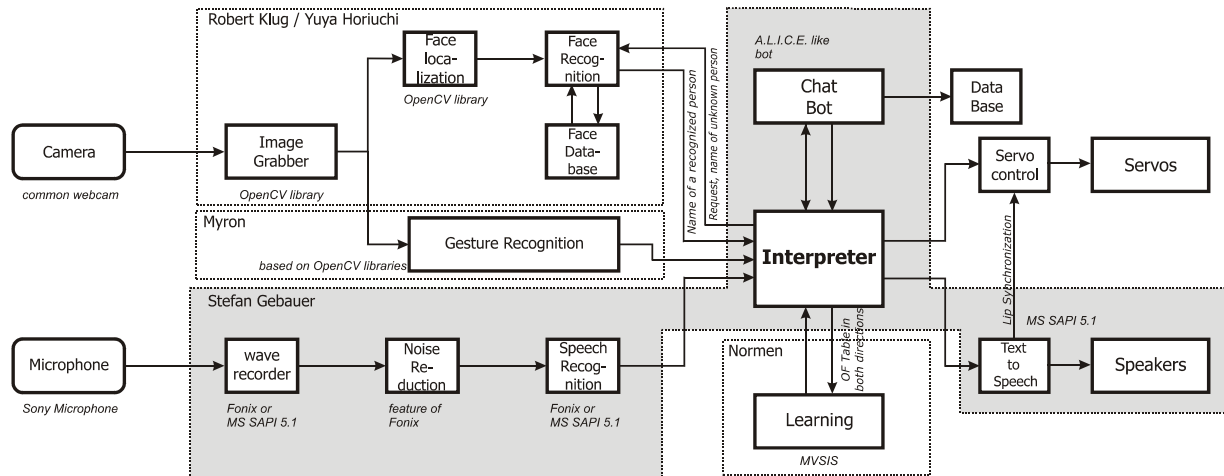 Robert Klug / Yuya Horiuchi
Face
loca-
lization
OpenCV library
Face
Recog-
nition
Face
Data-
base
Image
Grabber
OpenCV library
Camera
common webcam
Name of a recognized person
Request, name of unknown person
A.L.I.C.E. like
bot
Chat
Bot
Data
Base
Servo
control
Servos
Myron
Gesture Recognition
based on OpenCV libraries
Interpreter
Lip Synchronization
Stefan Gebauer
Microphone
Sony Microphone
wave
recorder
Fonix or
MS SAPI 5.1
Noise
Re-
duction
feature of
Fonix
Speech
Recog-
nition
Fonix or
MS SAPI 5.1
Normen
OF Table in
both directions
Learning
MVSIS
MS SAPI 5.1
Text
to
Speech
Speakers